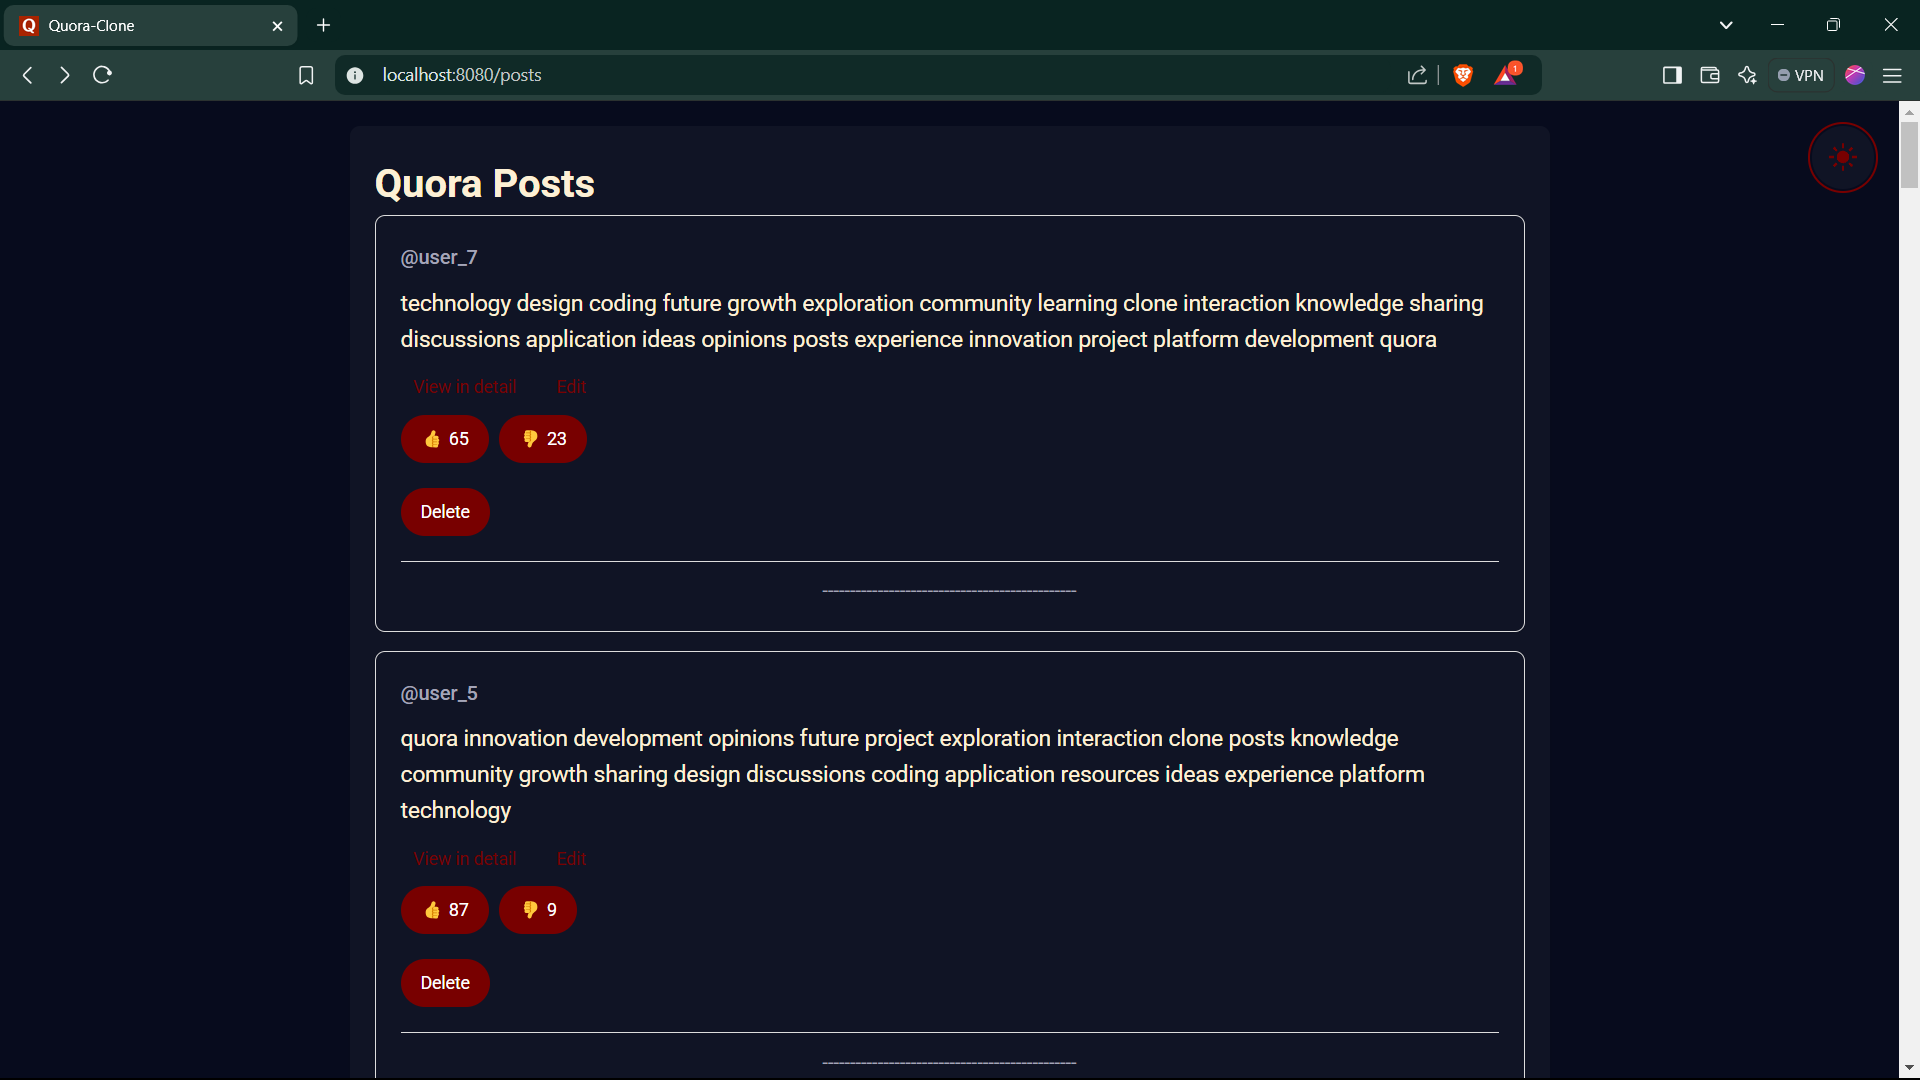 Quora-Clone
localhost:8080/posts
1
VPN
Quora Posts
@user_7
technology design coding future growth exploration community learning clone interaction knowledge sharing
discussions application ideas opinions posts experience innovation project platform development quora
View in detail Edit
👍 65 👎 23
Delete
----------------------------------------------
@user_5
quora innovation development opinions future project exploration interaction clone posts knowledge
community growth sharing design discussions coding application resources ideas experience platform
technology
View in detail Edit
👍 87 👎 9
Delete
----------------------------------------------